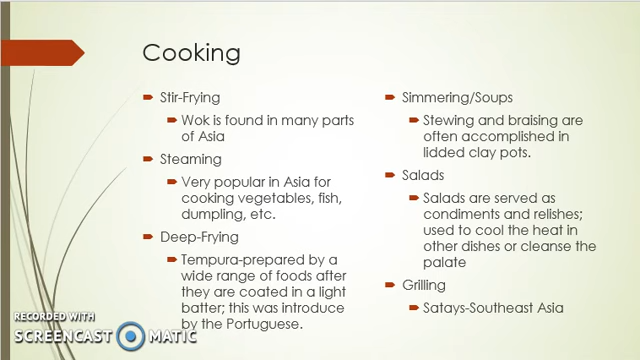 Cooking
Stir-Frying
Wok is found in many parts
of Asia
Steaming
Very popular in Asia for
cooking vegetables, fish,
dumpling, etc.
Deep-Frying
Tempura-prepared by a
wide range of foods after
they are coated in a light
batter; this was introduce
by the Portuguese.
Simmering/Soups
Stewing and braising are
often accomplished in
lidded clay pots.
Salads
Salads are served as
condiments and relishes;
used to cool the heat in
other dishes or cleanse the
palate
Grilling
Satays-Southeast Asia
RECORDED WITH
SCREENCAST MATIC